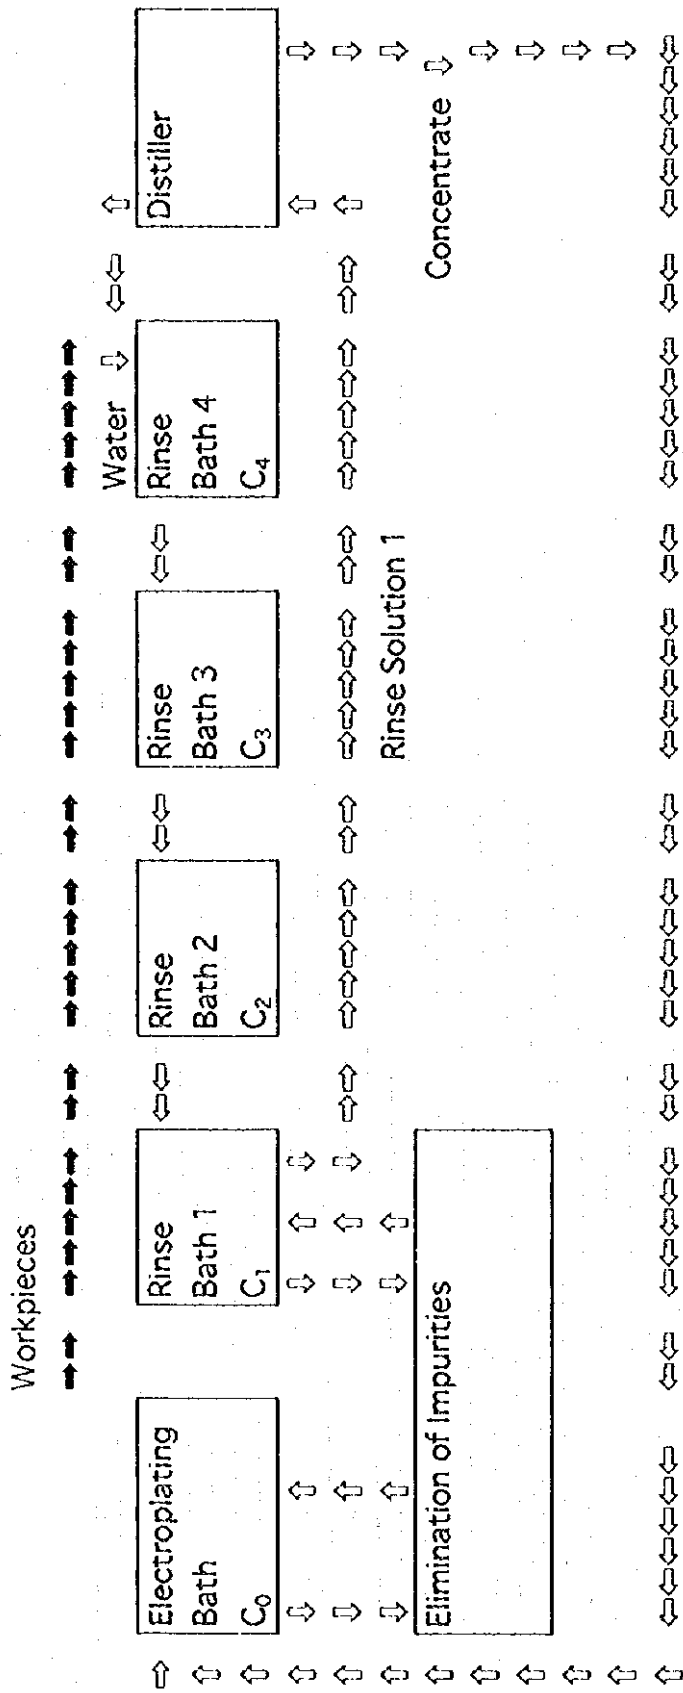 Workpieces
Water
Electroplating
Bath
C₀
Rinse
Bath 1
C₁
Rinse
Bath 2
C₂
Rinse
Bath 3
C₃
Rinse
Bath 4
C₄
Distiller
Rinse Solution 1
Concentrate
Elimination of Impurities